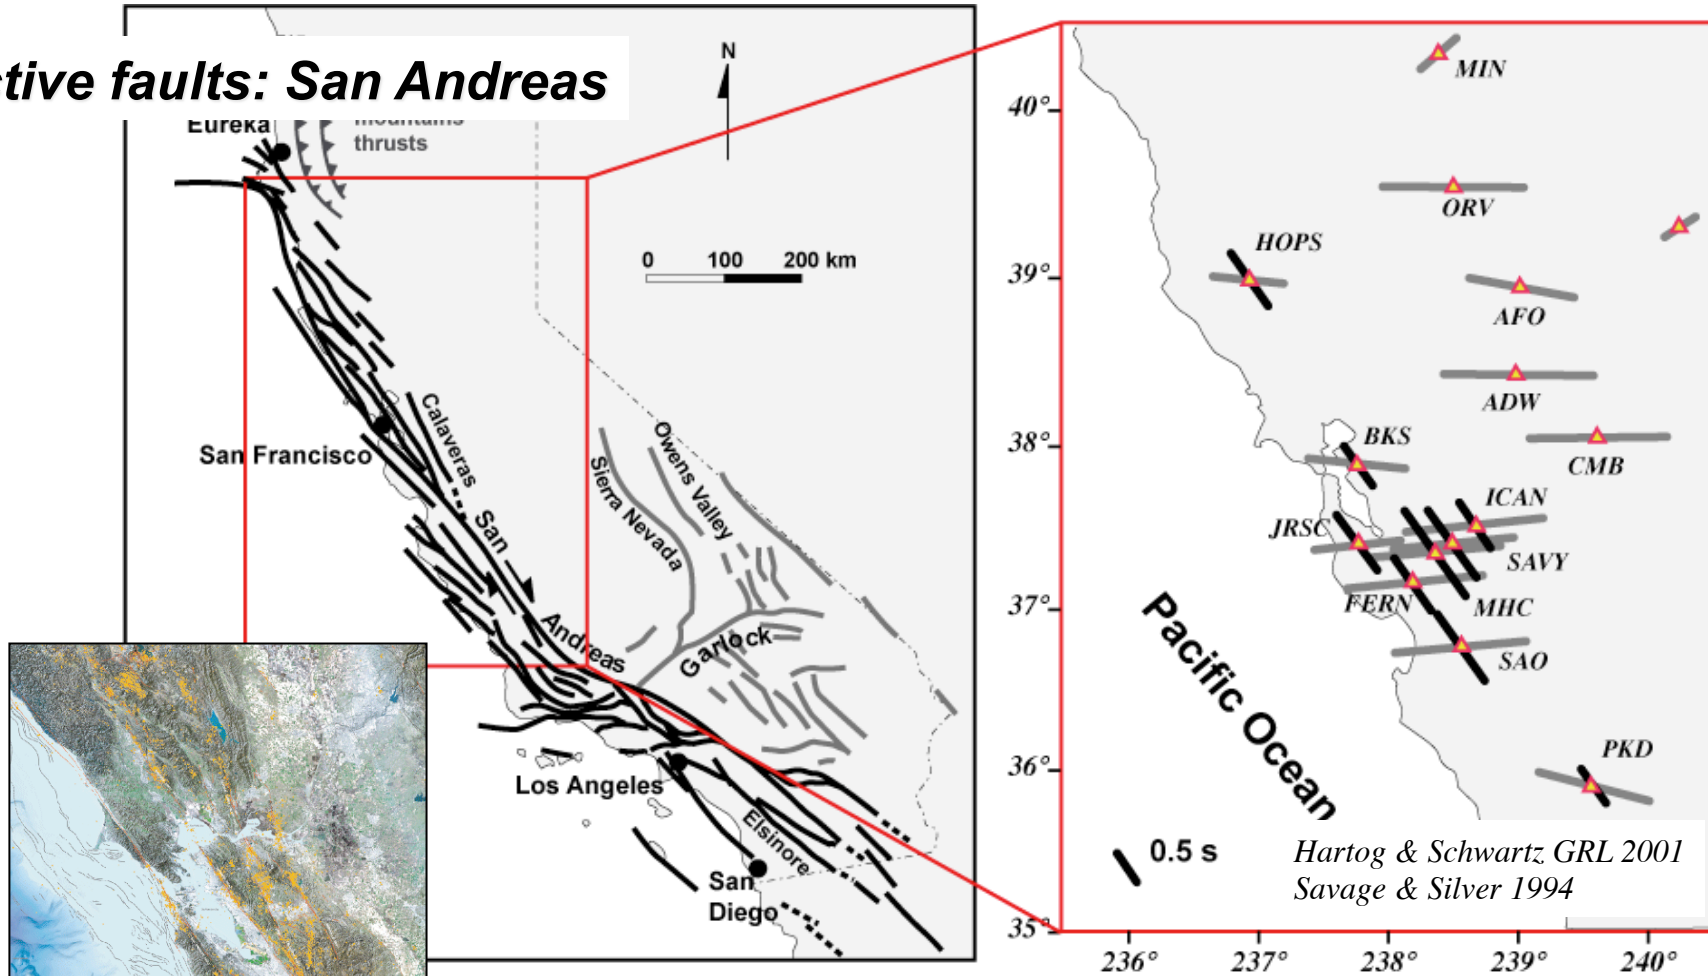 tive faults: San Andreas
Eureka
mountains
thrusts
N
0 100 200 km
San Francisco
Calaveras
San
Andreas
Sierra Nevada
Owens Valley
Garlock
Los Angeles
Elsinore
San
Diego
40°
39°
38°
37°
36°
35°
MIN
ORV
HOPS
AFO
ADW
BKS
CMB
ICAN
JRSC
SAVY
FERN
MHC
SAO
PKD
Pacific Ocean
0.5 s
Hartog & Schwartz GRL 2001
Savage & Silver 1994
236° 237° 238° 239° 240°